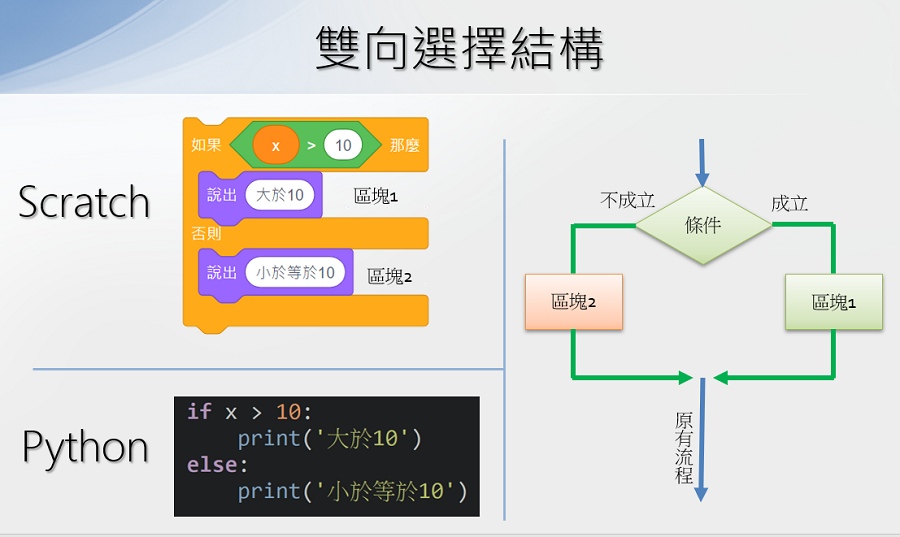 雙向選擇結構
Scratch
如果 x > 10 那麼
說出 大於10 區塊1
否則
說出 小於等於10 區塊2
Python
if x > 10:
    print('大於10')
else:
    print('小於等於10')
不成立 成立
條件
區塊2 區塊1
原有流程